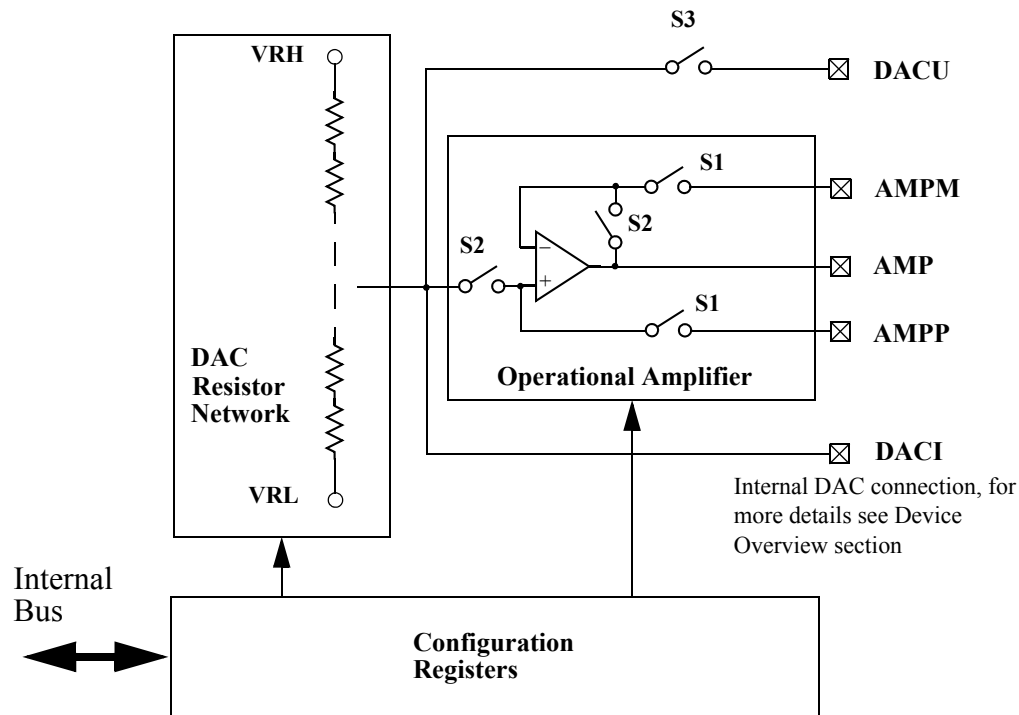 S3
VRH
DACU
S1
AMPM
S2
S2
−
AMP
+
S1
AMPP
DAC
Resistor
Network
Operational Amplifier
DACI
VRL
Internal DAC connection, for
more details see Device
Overview section
Internal
Bus
Configuration
Registers